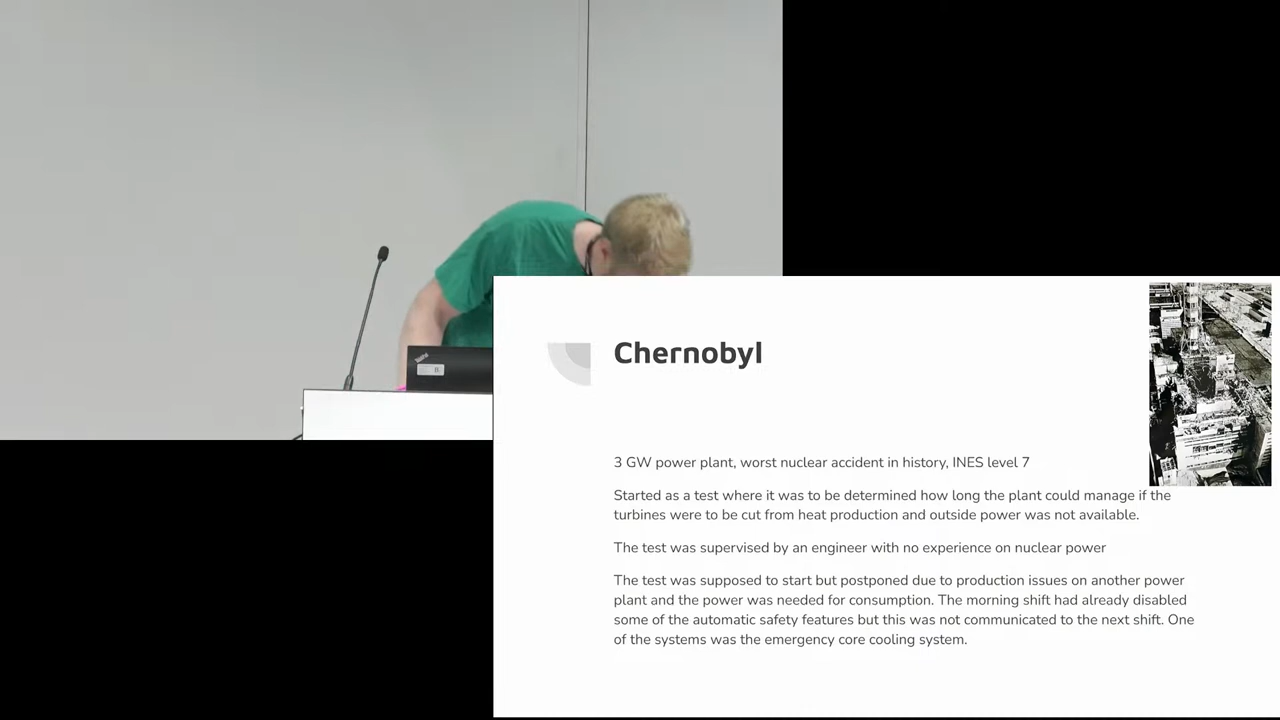 Chernobyl
3 GW power plant, worst nuclear accident in history, INES level 7
Started as a test where it was to be determined how long the plant could manage if the
turbines were to be cut from heat production and outside power was not available.
The test was supervised by an engineer with no experience on nuclear power
The test was supposed to start but postponed due to production issues on another power
plant and the power was needed for consumption. The morning shift had already disabled
some of the automatic safety features but this was not communicated to the next shift. One
of the systems was the emergency core cooling system.